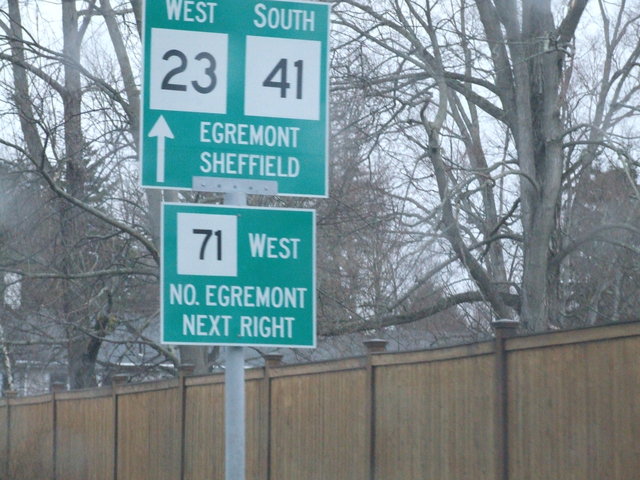 WEST SOUTH
23 41
EGREMONT
SHEFFIELD
71 WEST
NO. EGREMONT
NEXT RIGHT